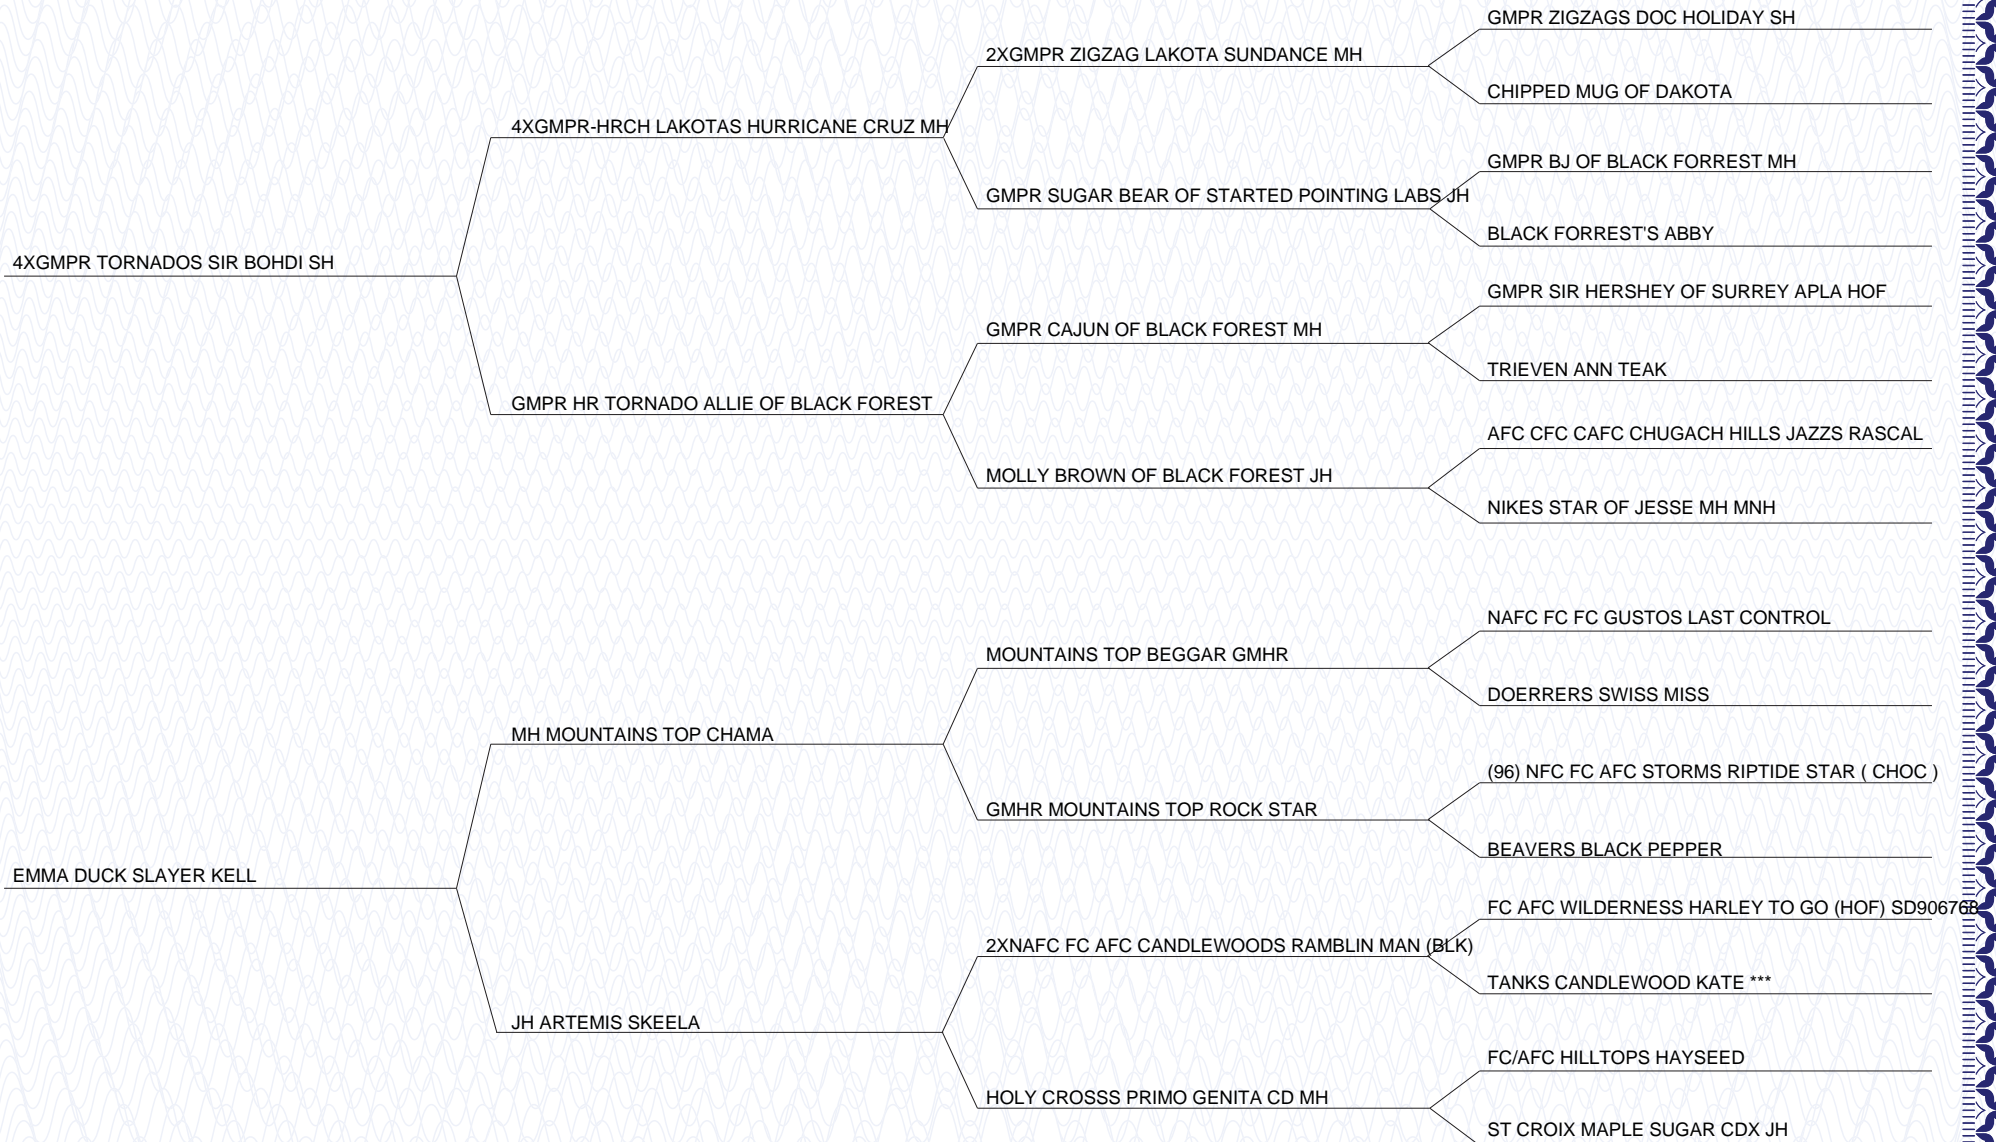 GMPR ZIGZAGS DOC HOLIDAY SH
2XGMPR ZIGZAG LAKOTA SUNDANCE MH
CHIPPED MUG OF DAKOTA
4XGMPR-HRCH LAKOTAS HURRICANE CRUZ MH
GMPR BJ OF BLACK FORREST MH
GMPR SUGAR BEAR OF STARTED POINTING LABS JH
BLACK FORREST'S ABBY
4XGMPR TORNADOS SIR BOHDI SH
GMPR SIR HERSHEY OF SURREY APLA HOF
GMPR CAJUN OF BLACK FOREST MH
TRIEVEN ANN TEAK
GMPR HR TORNADO ALLIE OF BLACK FOREST
AFC CFC CAFC CHUGACH HILLS JAZZS RASCAL
MOLLY BROWN OF BLACK FOREST JH
NIKES STAR OF JESSE MH MNH
NAFC FC FC GUSTOS LAST CONTROL
MOUNTAINS TOP BEGGAR GMHR
DOERRERS SWISS MISS
MH MOUNTAINS TOP CHAMA
(96) NFC FC AFC STORMS RIPTIDE STAR ( CHOC )
GMHR MOUNTAINS TOP ROCK STAR
BEAVERS BLACK PEPPER
EMMA DUCK SLAYER KELL
FC AFC WILDERNESS HARLEY TO GO (HOF) SD906768
2XNAFC FC AFC CANDLEWOODS RAMBLIN MAN (BLK)
TANKS CANDLEWOOD KATE ***
JH ARTEMIS SKEELA
FC/AFC HILLTOPS HAYSEED
HOLY CROSSS PRIMO GENITA CD MH
ST CROIX MAPLE SUGAR CDX JH